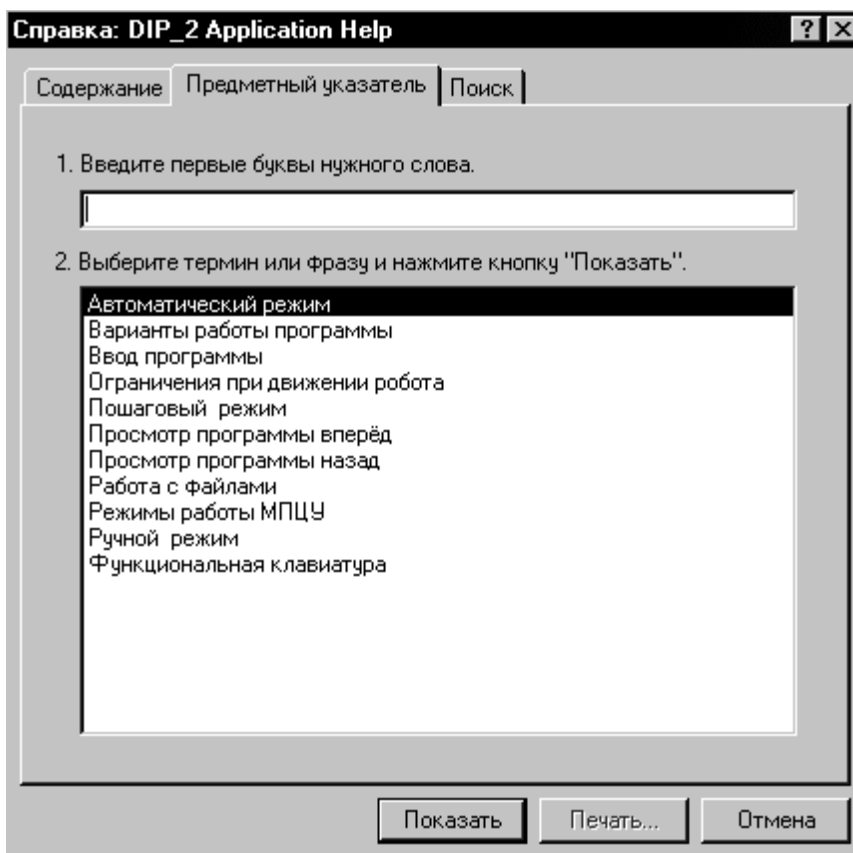 Справка: DIP_2 Application Help
Содержание Предметный указатель Поиск
1. Введите первые буквы нужного слова.
2. Выберите термин или фразу и нажмите кнопку "Показать".
Автоматический режим
Варианты работы программы
Ввод программы
Ограничения при движении робота
Пошаговый режим
Просмотр программы вперёд
Просмотр программы назад
Работа с файлами
Режимы работы МПЦУ
Ручной режим
Функциональная клавиатура
Показать Печать... Отмена